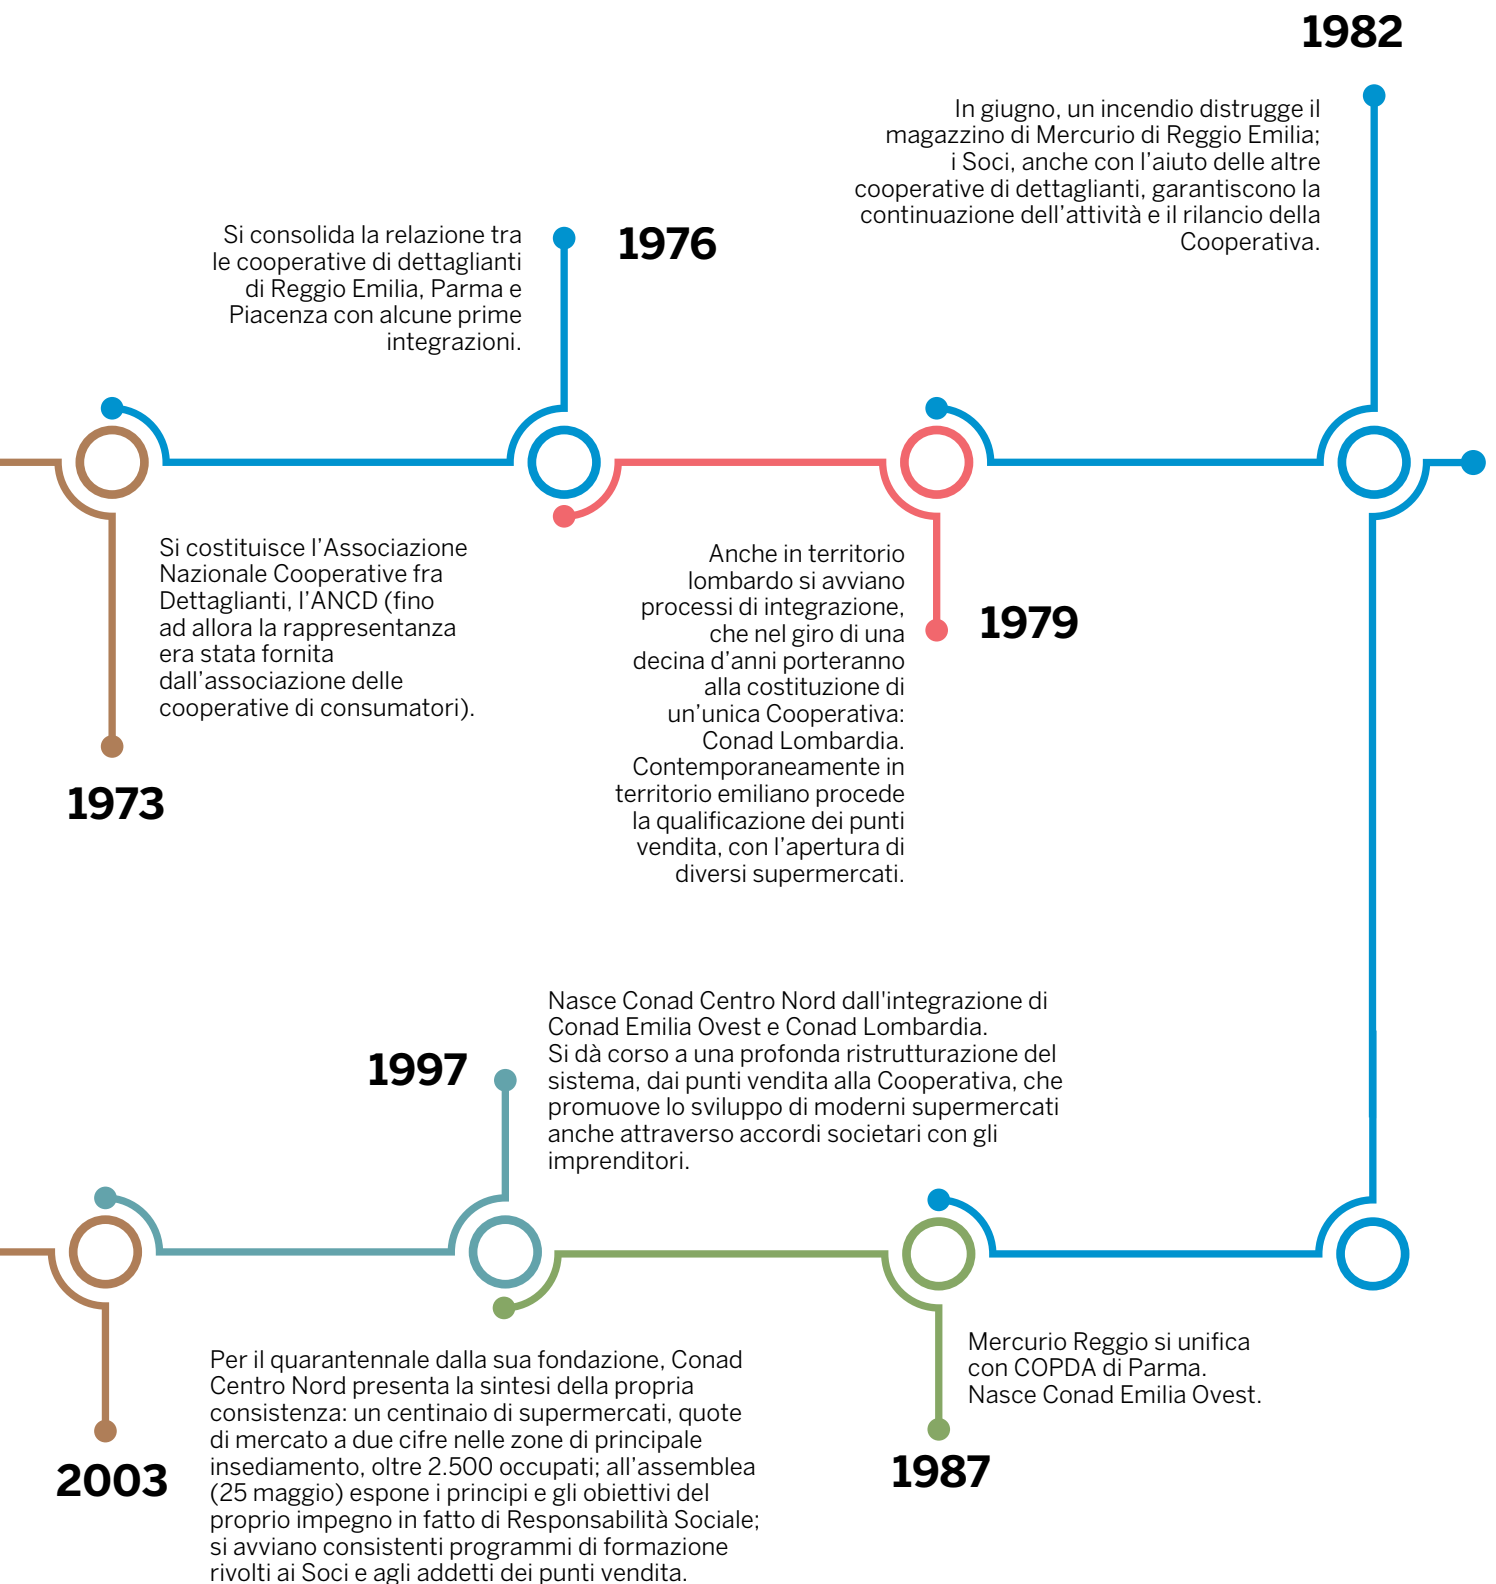 1973
Si costituisce l’Associazione
Nazionale Cooperative fra
Dettaglianti, l’ANCD (fino
ad allora la rappresentanza
era stata fornita
dall’associazione delle
cooperative di consumatori).
1976
Si consolida la relazione tra
le cooperative di dettaglianti
di Reggio Emilia, Parma e
Piacenza con alcune prime
integrazioni.
1979
Anche in territorio
lombardo si avviano
processi di integrazione,
che nel giro di una
decina d’anni porteranno
alla costituzione di
un’unica Cooperativa:
Conad Lombardia.
Contemporaneamente in
territorio emiliano procede
la qualificazione dei punti
vendita, con l’apertura di
diversi supermercati.
1982
In giugno, un incendio distrugge il
magazzino di Mercurio di Reggio Emilia;
i Soci, anche con l’aiuto delle altre
cooperative di dettaglianti, garantiscono la
continuazione dell’attività e il rilancio della
Cooperativa.
1987
Mercurio Reggio si unifica
con COPDA di Parma.
Nasce Conad Emilia Ovest.
1997
Nasce Conad Centro Nord dall'integrazione di
Conad Emilia Ovest e Conad Lombardia.
Si dà corso a una profonda ristrutturazione del
sistema, dai punti vendita alla Cooperativa, che
promuove lo sviluppo di moderni supermercati
anche attraverso accordi societari con gli
imprenditori.
2003
Per il quarantennale dalla sua fondazione, Conad
Centro Nord presenta la sintesi della propria
consistenza: un centinaio di supermercati, quote
di mercato a due cifre nelle zone di principale
insediamento, oltre 2.500 occupati; all’assemblea
(25 maggio) espone i principi e gli obiettivi del
proprio impegno in fatto di Responsabilità Sociale;
si avviano consistenti programmi di formazione
rivolti ai Soci e agli addetti dei punti vendita.